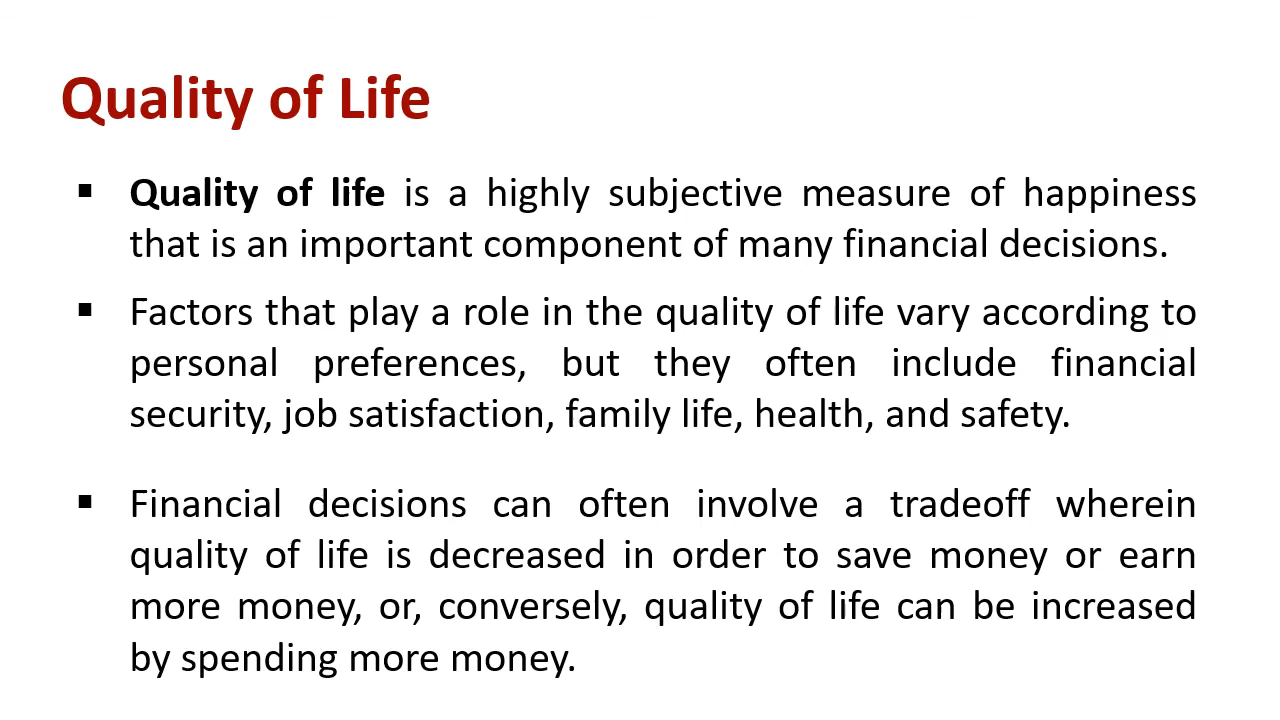 Quality of Life
▪ Quality of life is a highly subjective measure of happiness
that is an important component of many financial decisions.
▪ Factors that play a role in the quality of life vary according to
personal preferences, but they often include financial
security, job satisfaction, family life, health, and safety.
▪ Financial decisions can often involve a tradeoff wherein
quality of life is decreased in order to save money or earn
more money, or, conversely, quality of life can be increased
by spending more money.